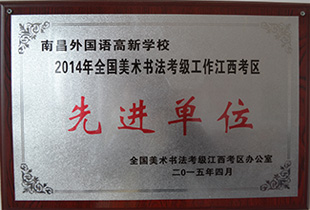 南昌外国语高新学校
2014年全国美术书法考级工作江西考区
先进单位
全国美术书法考级江西考区办公室
二〇一五年四月